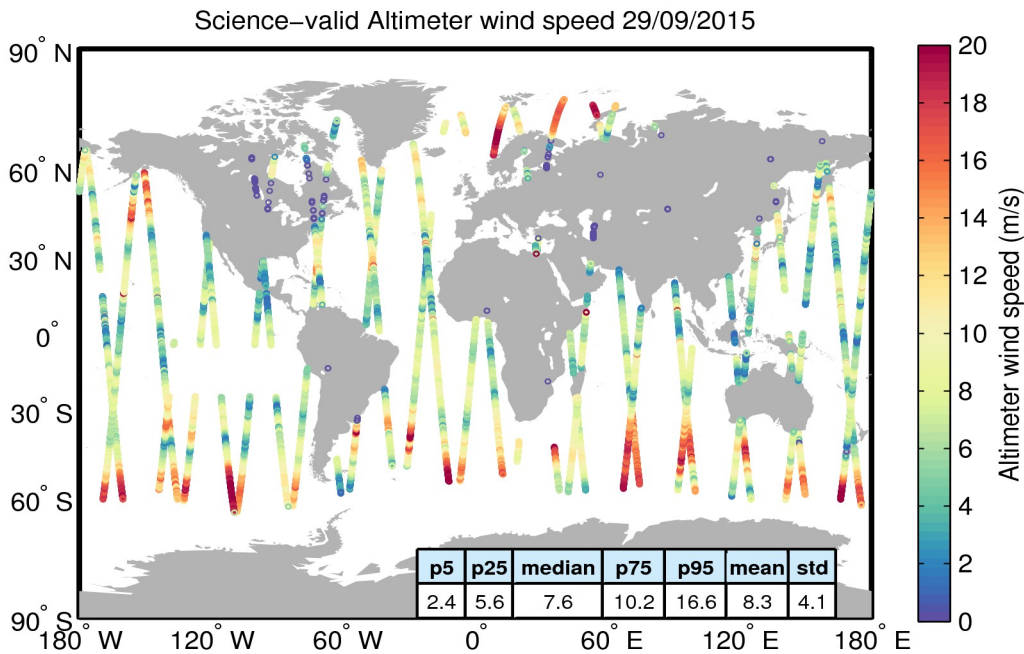 Science-valid Altimeter wind speed 29/09/2015
90° N
60° N
30° N
0°
30° S
60° S
90° S
180° W
120° W
60° W
0°
60° E
120° E
180° E
p5 p25 median p75 p95 mean std
2.4 5.6 7.6 10.2 16.6 8.3 4.1
20
18
16
14
12
10
8
6
4
2
0
Altimeter wind speed (m/s)